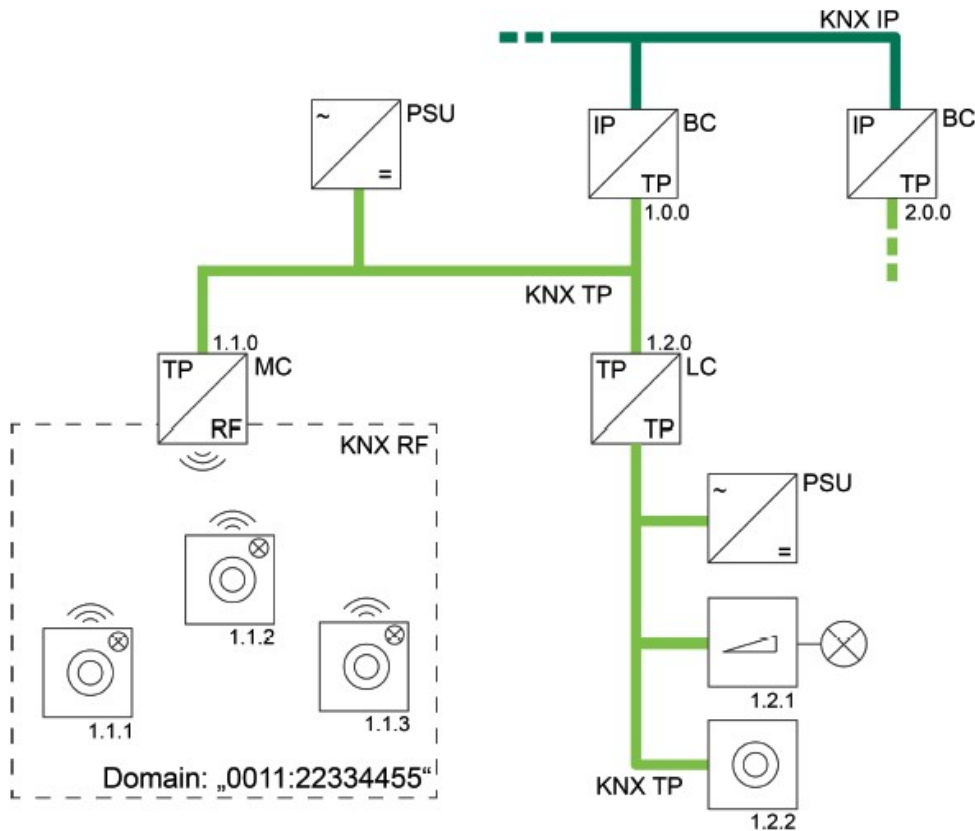 KNX IP
~
=
PSU
IP
TP
BC
1.0.0
IP
TP
BC
2.0.0
KNX TP
1.1.0
TP
RF
MC
1.2.0
TP
TP
LC
KNX RF
~
=
PSU
1.1.2
1.1.1
1.1.3
1.2.1
Domain: „0011:22334455“
KNX TP
1.2.2